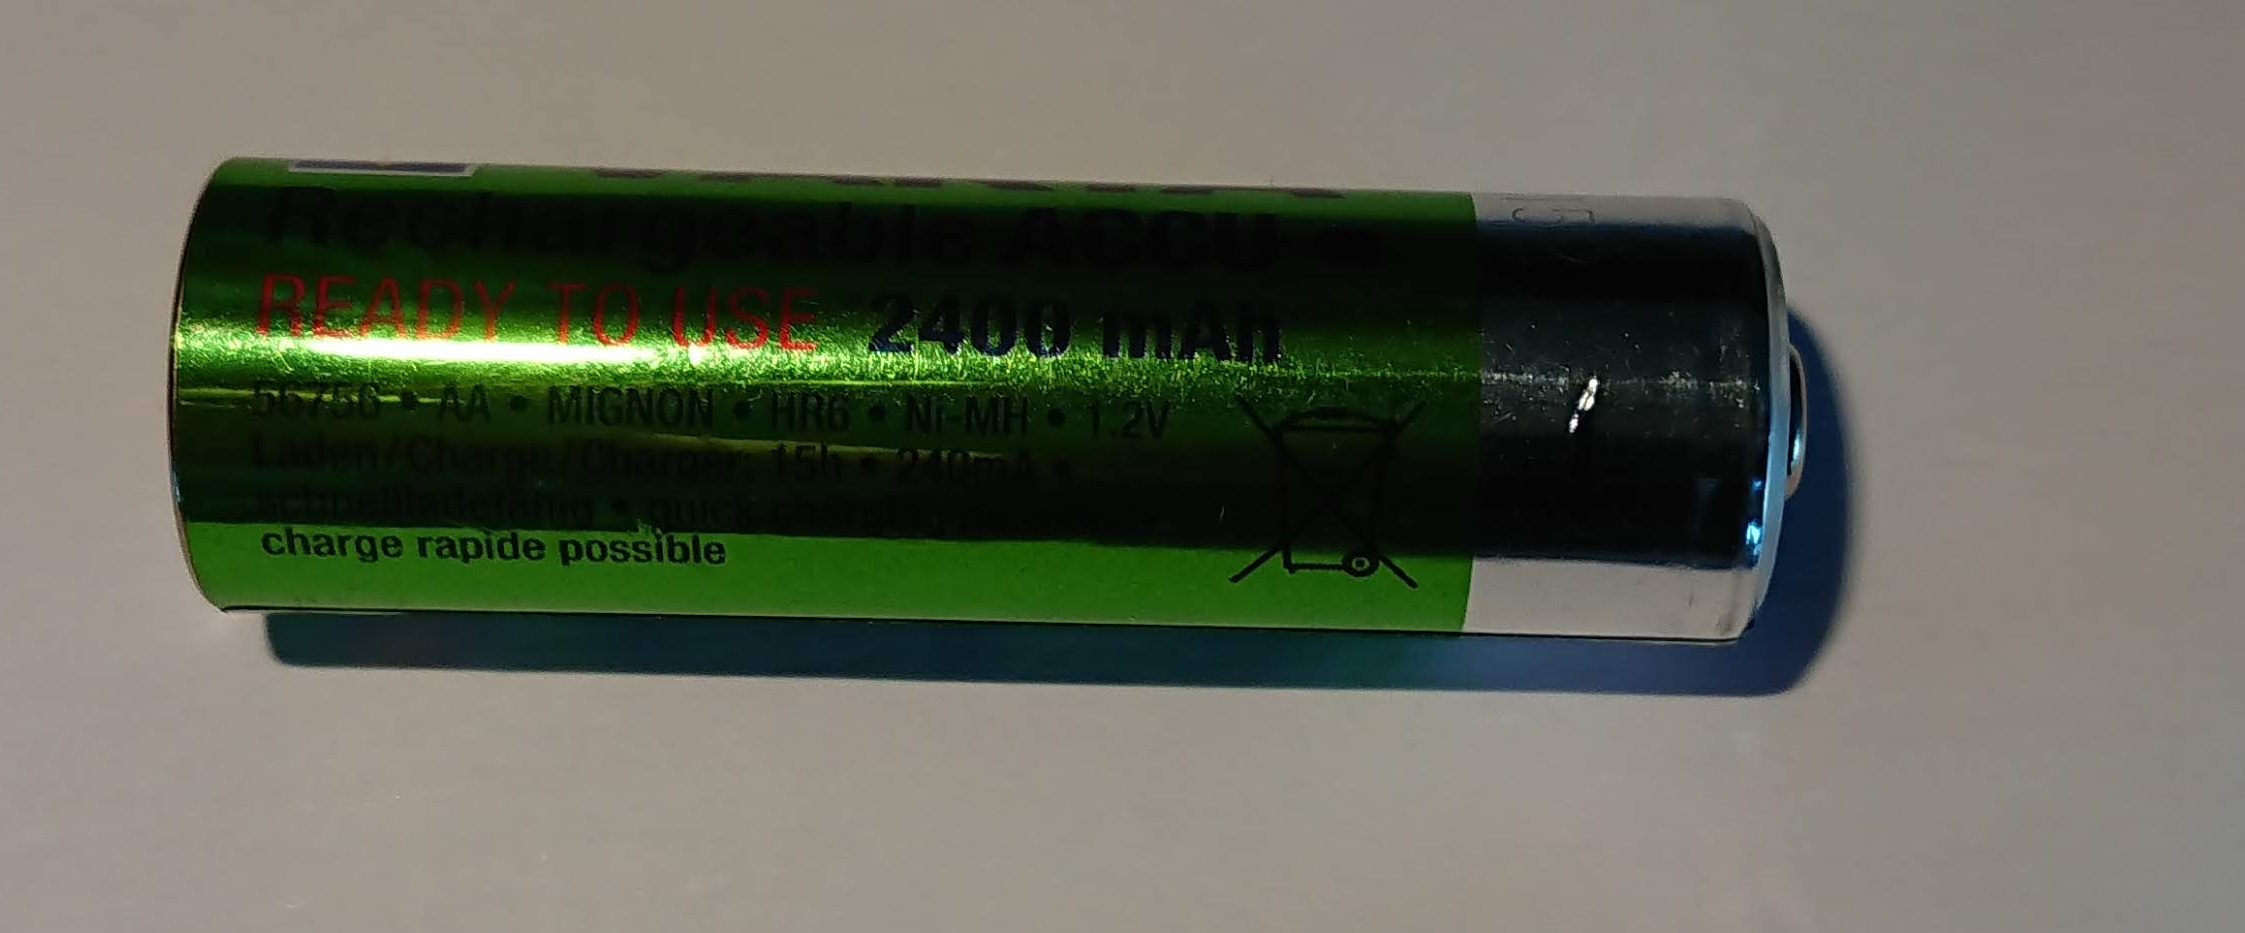 Rechargeable ACCU
READY TO USE 2400 mAh
56756 • AA • MIGNON • HR6 • Ni-MH • 1.2V
Laden/Charge/Charger: 15h • 240mA •
schnellladefähig • quick charging
charge rapide possible